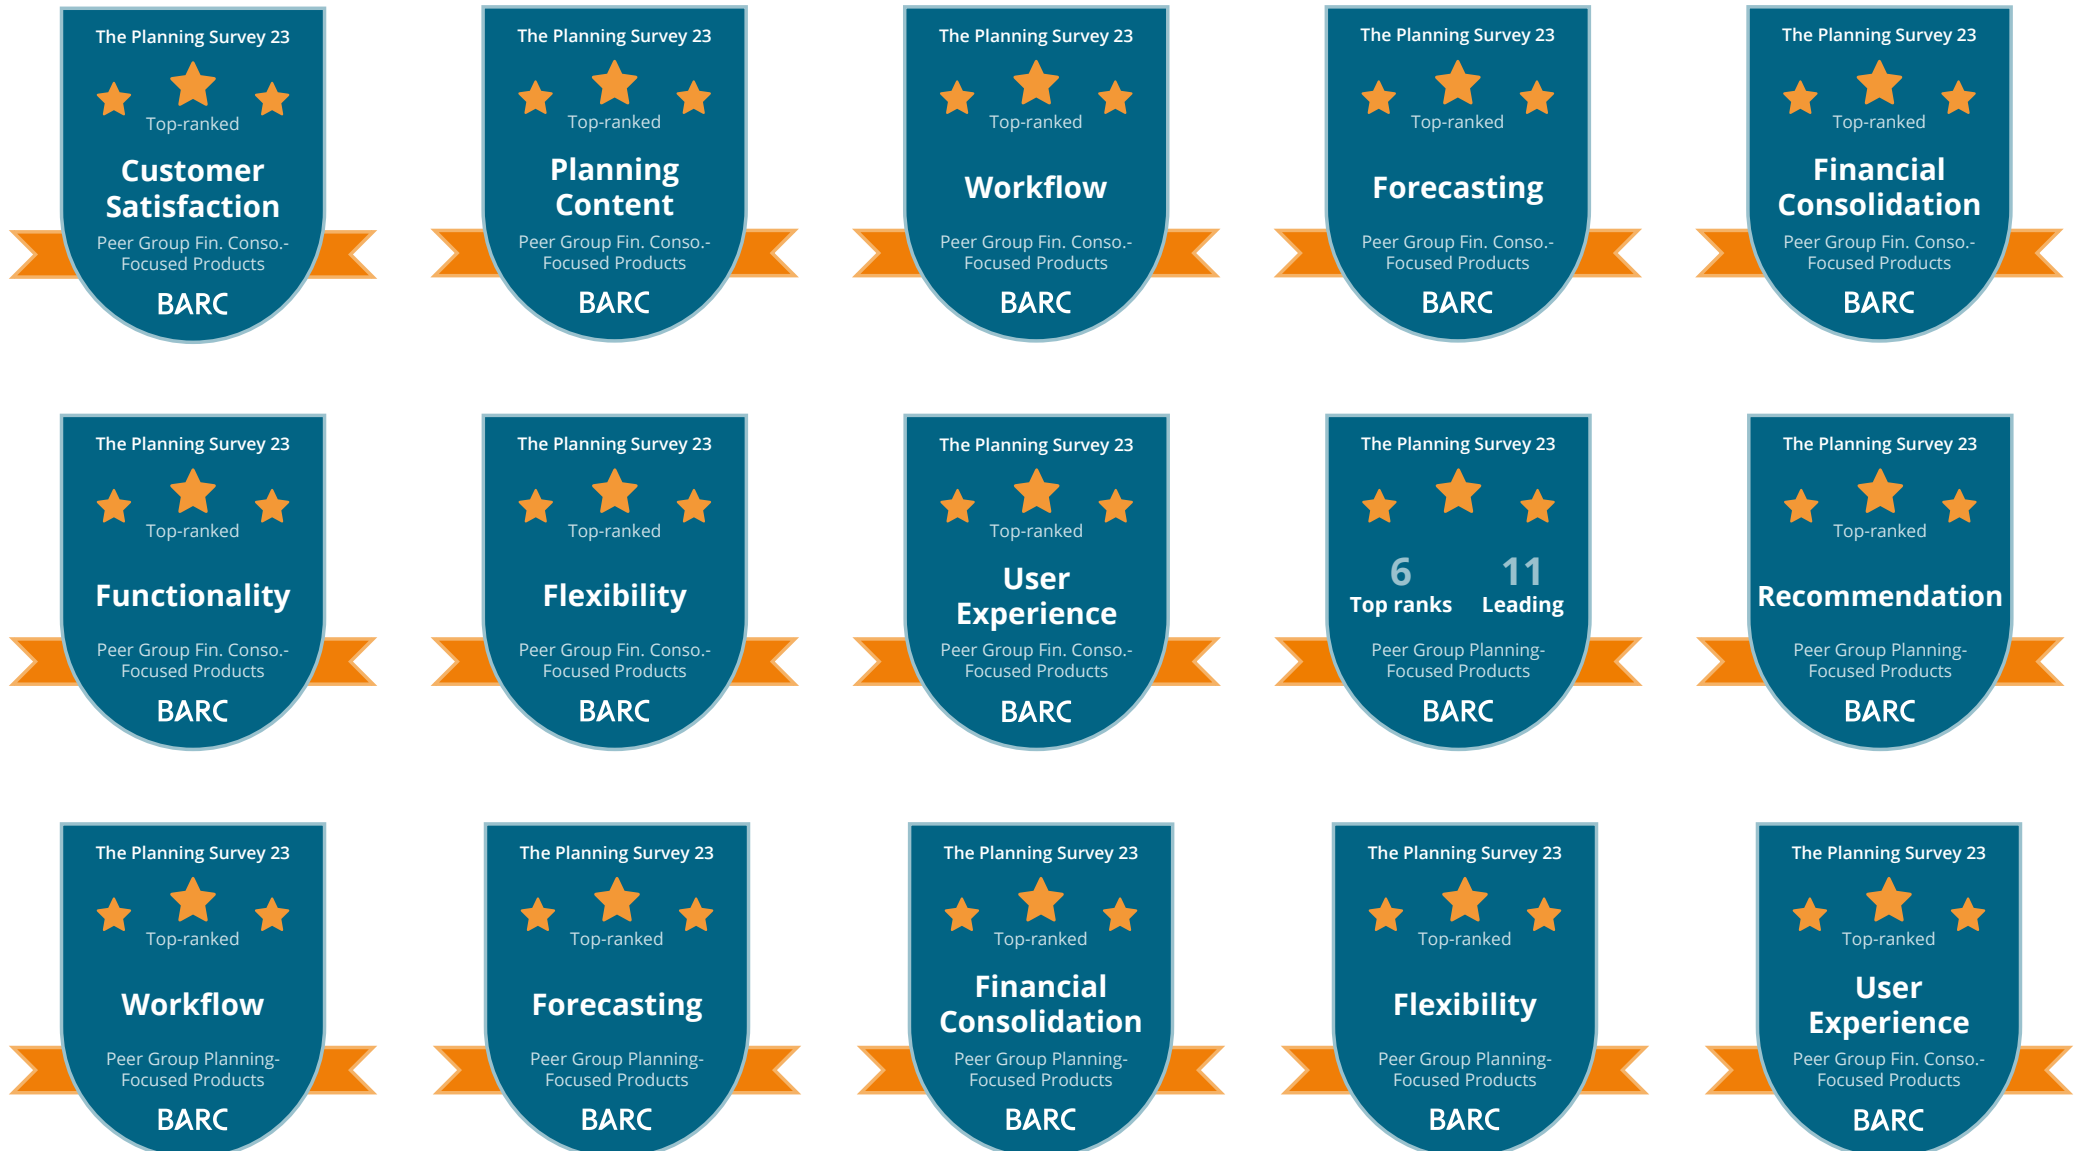 The Planning Survey 23
Top-ranked
Customer
Satisfaction
Peer Group Fin. Conso.-
Focused Products
BARC
The Planning Survey 23
Top-ranked
Planning
Content
Peer Group Fin. Conso.-
Focused Products
BARC
The Planning Survey 23
Top-ranked
Workflow
Peer Group Fin. Conso.-
Focused Products
BARC
The Planning Survey 23
Top-ranked
Forecasting
Peer Group Fin. Conso.-
Focused Products
BARC
The Planning Survey 23
Top-ranked
Financial
Consolidation
Peer Group Fin. Conso.-
Focused Products
BARC
The Planning Survey 23
Top-ranked
Functionality
Peer Group Fin. Conso.-
Focused Products
BARC
The Planning Survey 23
Top-ranked
Flexibility
Peer Group Fin. Conso.-
Focused Products
BARC
The Planning Survey 23
Top-ranked
User
Experience
Peer Group Fin. Conso.-
Focused Products
BARC
The Planning Survey 23
6 11
Top ranks Leading
Peer Group Planning-
Focused Products
BARC
The Planning Survey 23
Top-ranked
Recommendation
Peer Group Planning-
Focused Products
BARC
The Planning Survey 23
Top-ranked
Workflow
Peer Group Planning-
Focused Products
BARC
The Planning Survey 23
Top-ranked
Forecasting
Peer Group Planning-
Focused Products
BARC
The Planning Survey 23
Top-ranked
Financial
Consolidation
Peer Group Planning-
Focused Products
BARC
The Planning Survey 23
Top-ranked
Flexibility
Peer Group Planning-
Focused Products
BARC
The Planning Survey 23
Top-ranked
User
Experience
Peer Group Fin. Conso.-
Focused Products
BARC